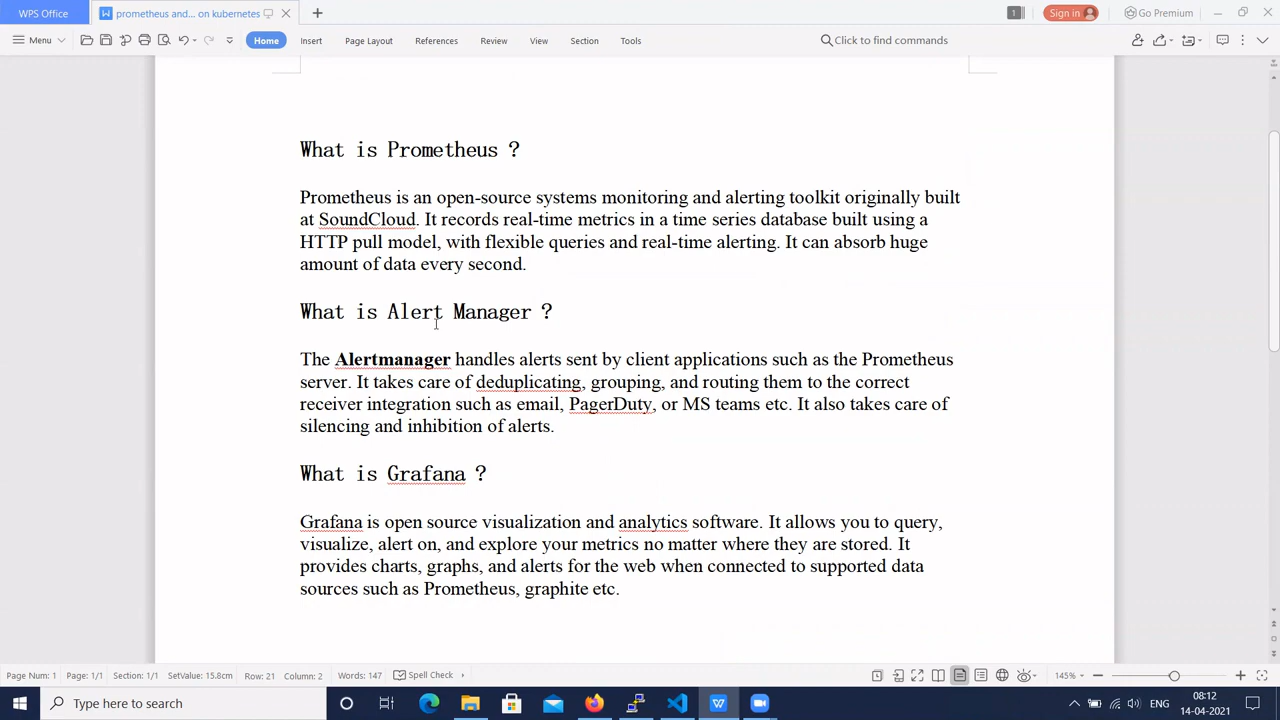 WPS Office
prometheus and... on kubernetes
1
Sign in
Go Premium
Menu
Home
Insert
Page Layout
References
Review
View
Section
Tools
Click to find commands
What is Prometheus ?
Prometheus is an open-source systems monitoring and alerting toolkit originally built
at SoundCloud. It records real-time metrics in a time series database built using a
HTTP pull model, with flexible queries and real-time alerting. It can absorb huge
amount of data every second.
What is Alert Manager ?
The Alertmanager handles alerts sent by client applications such as the Prometheus
server. It takes care of deduplicating, grouping, and routing them to the correct
receiver integration such as email, PagerDuty, or MS teams etc. It also takes care of
silencing and inhibition of alerts.
What is Grafana ?
Grafana is open source visualization and analytics software. It allows you to query,
visualize, alert on, and explore your metrics no matter where they are stored. It
provides charts, graphs, and alerts for the web when connected to supported data
sources such as Prometheus, graphite etc.
Page Num: 1
Page: 1/1
Section: 1/1
SetValue: 15.8cm
Row: 21
Column: 2
Words: 147
Spell Check
145%
Type here to search
08:12
14-04-2021